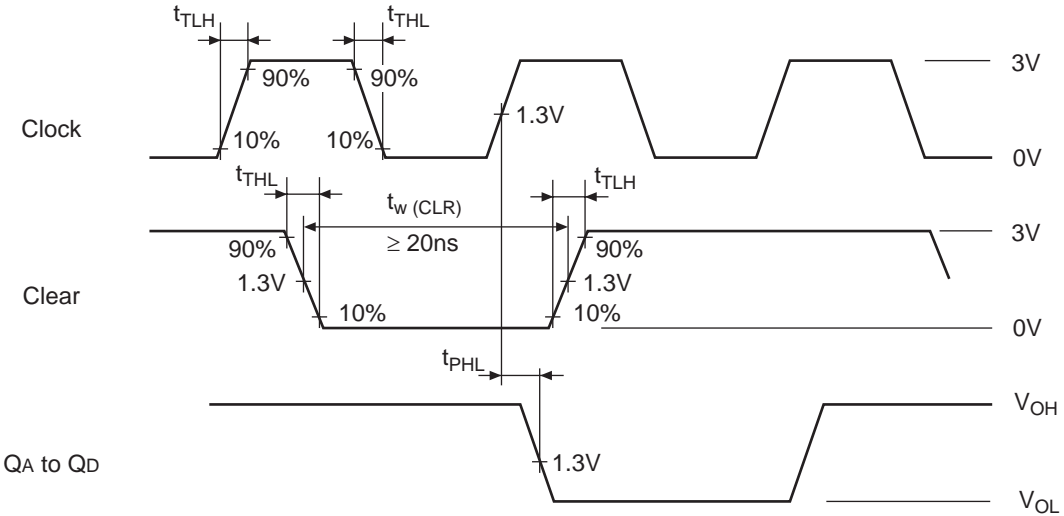 tTLH tTHL
90% 90% 3V
Clock 1.3V
10% 10% 0V
tTHL tw (CLR) tTLH
≥ 20ns
90% 90% 3V
1.3V 1.3V
Clear
10% 10% 0V
tPHL
VOH
QA to QD 1.3V
VOL